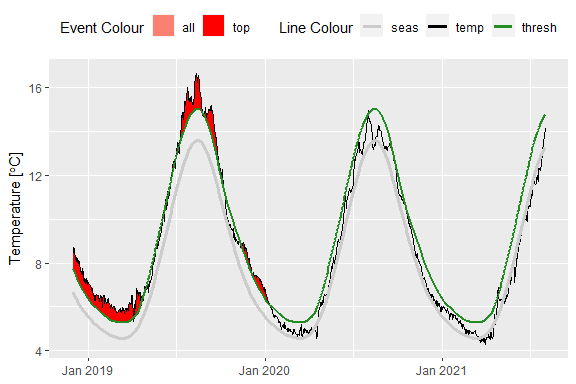 Event Colour all top Line Colour seas temp thresh
16
12
8
4
Temperature [°C]
Jan 2019 Jan 2020 Jan 2021